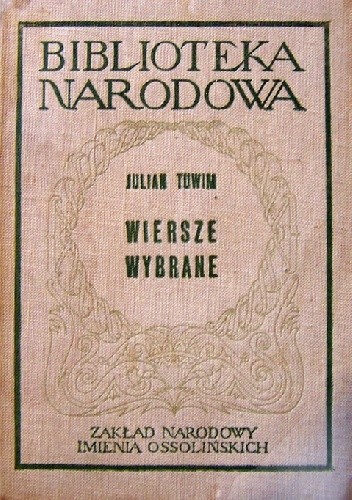 BIBLIOTEKA
NARODOWA
JULIAN TUWIM
WIERSZE
WYBRANE
ZAKŁAD NARODOWY
IMIENIA OSSOLIŃSKICH